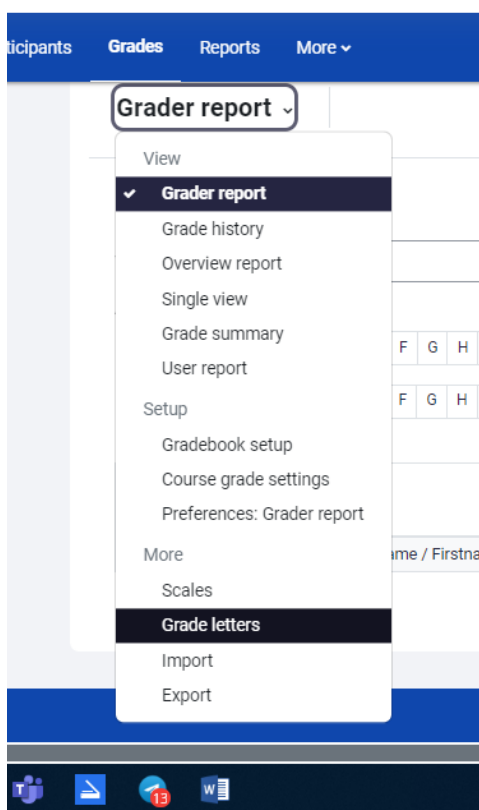 ticipants Grades Reports More
Grader report
View
Grader report
Grade history
Overview report
Single view
Grade summary
F G H
User report
F G H
Setup
Gradebook setup
Course grade settings
Preferences: Grader report
More
ame / Firstna
Scales
Grade letters
Import
Export
T
13
W